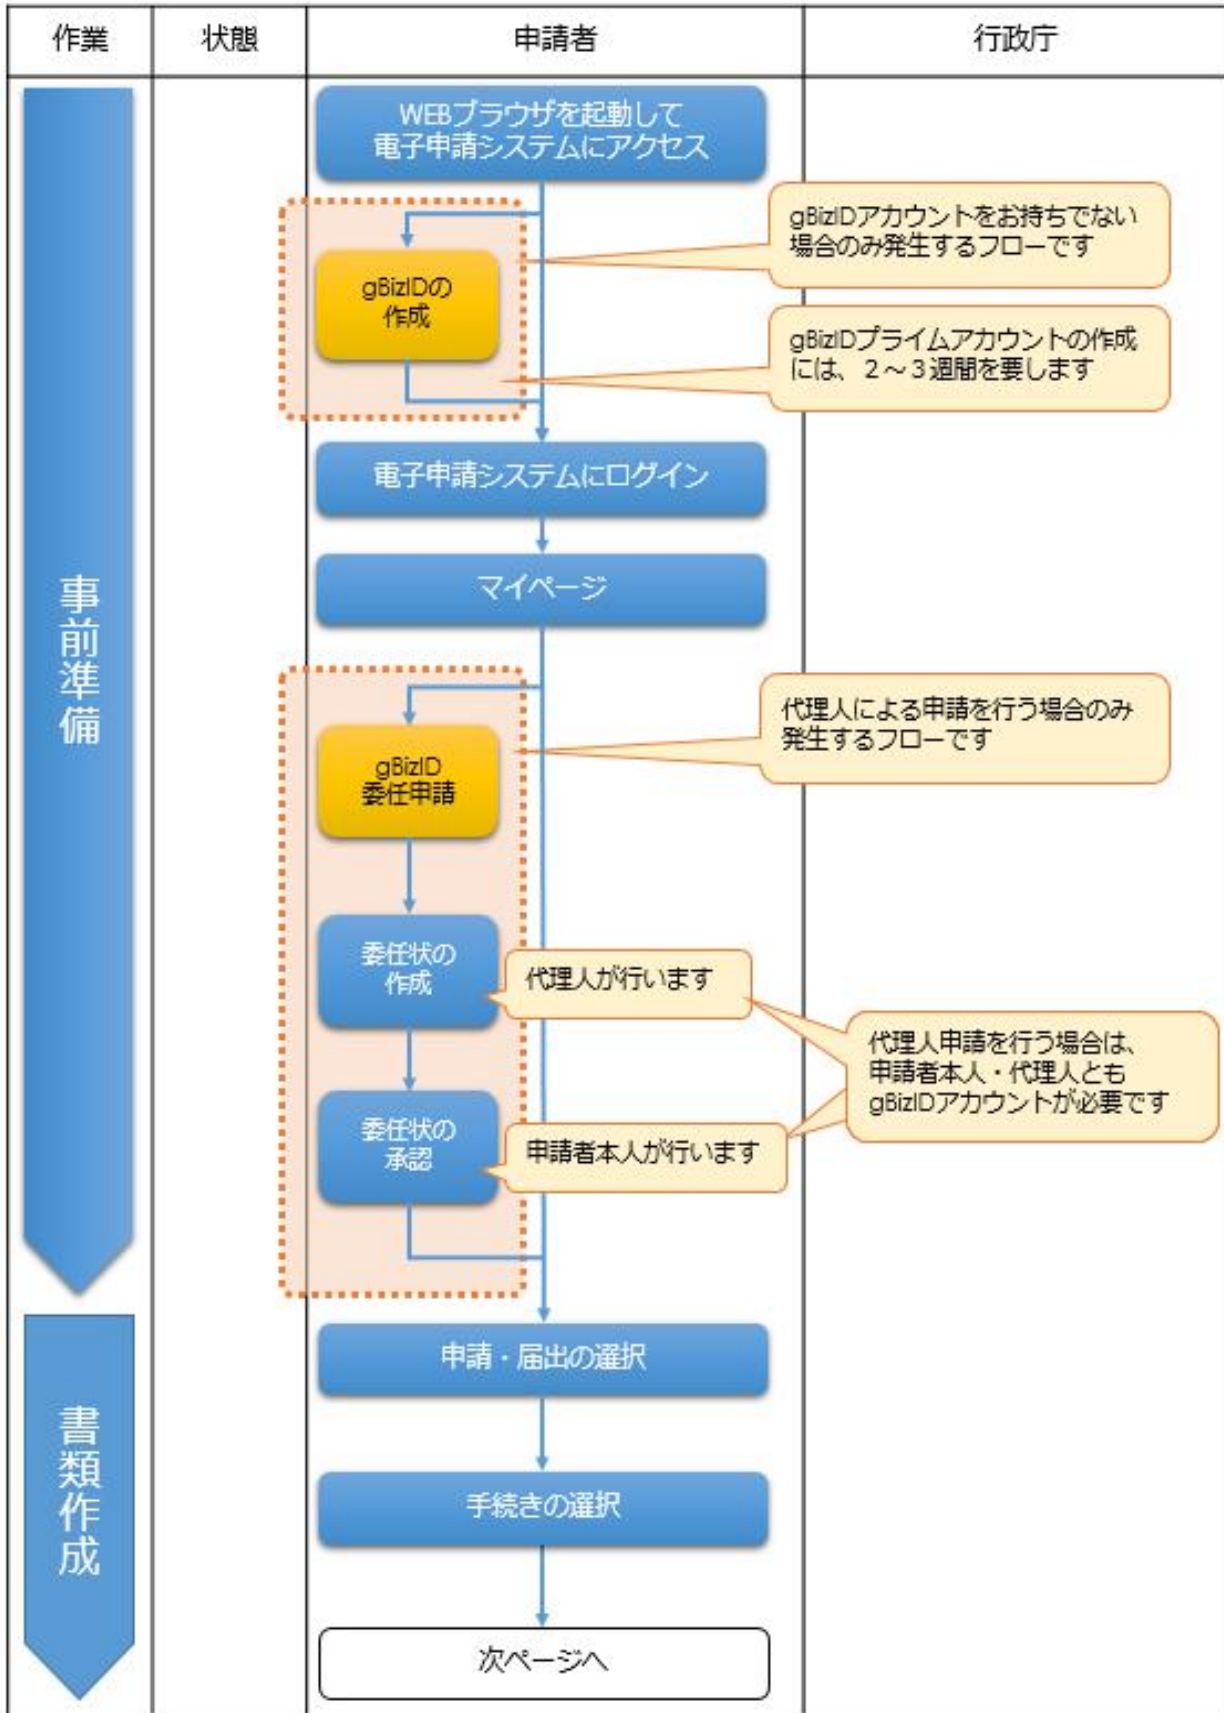 作業
状態
申請者
行政庁
WEBブラウザを起動して
電子申請システムにアクセス
gBizIDアカウントをお持ちでない
場合のみ発生するフローです
gBizIDの
作成
gBizIDプライムアカウントの作成
には、２～３週間を要します
電子申請システムにログイン
マイページ
事前準備
代理人による申請を行う場合のみ
発生するフローです
gBizID
委任申請
委任状の
作成
代理人が行います
代理人申請を行う場合は、
申請者本人・代理人とも
gBizIDアカウントが必要です
委任状の
承認
申請者本人が行います
申請・届出の選択
書類作成
手続きの選択
次ページへ